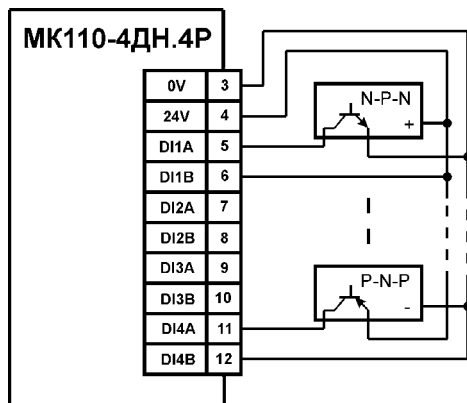 МК110-4ДН.4Р
0V 3
24V 4
DI1A 5
DI1B 6
DI2A 7
DI2B 8
DI3A 9
DI3B 10
DI4A 11
DI4B 12
N-P-N
+
P-N-P
-